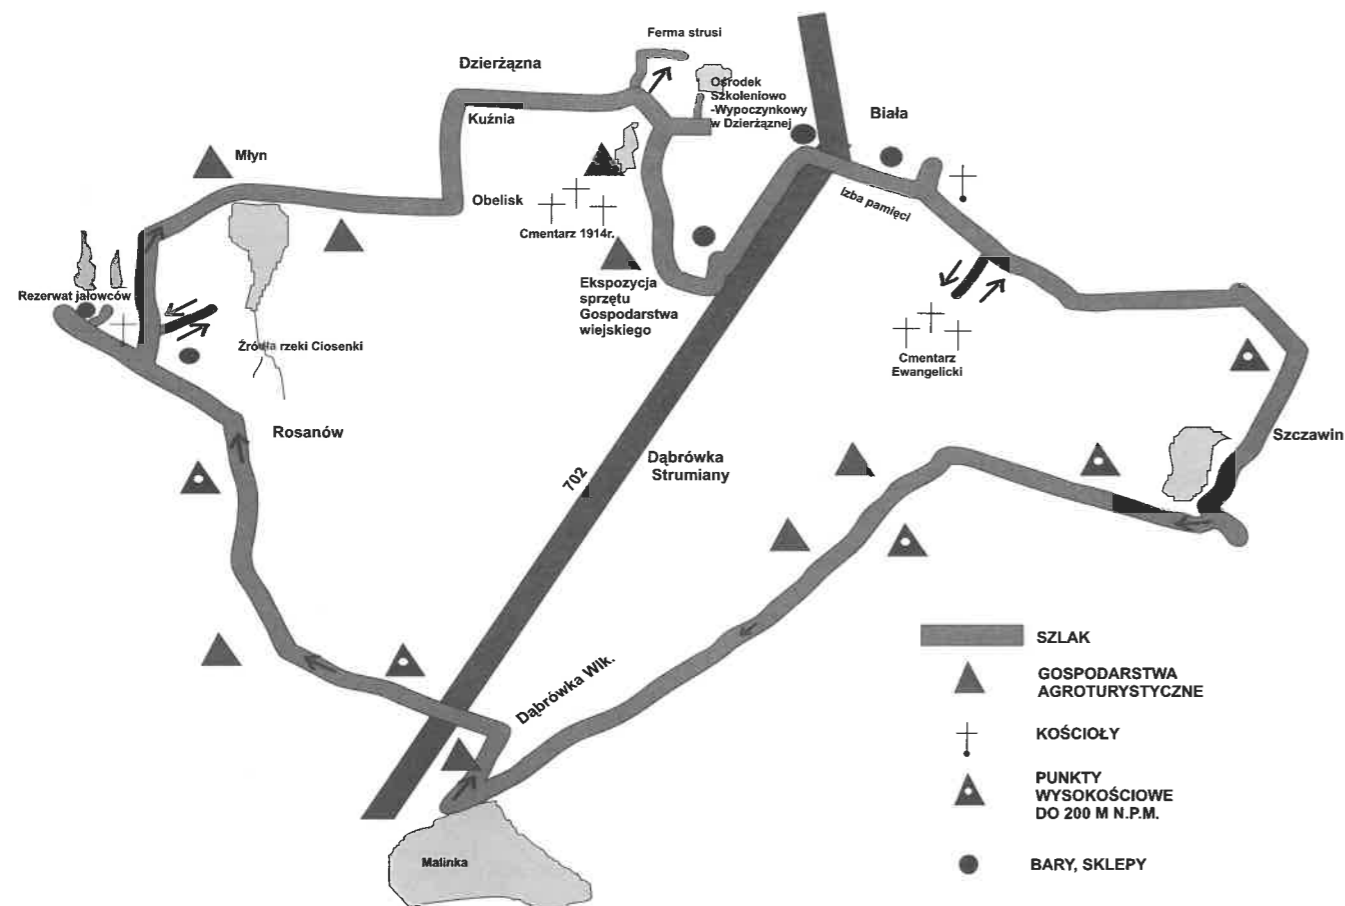 Ferma strusi
Dzierżązna
Ośrodek
Szkoleniowo
-Wypoczynkowy
w Dzierżąznej
Kuźnia
Biała
Młyn
Izba pamięci
Obelisk
Cmentarz 1914r.
Rezerwat jałowców
Ekspozycja
sprzętu
Gospodarstwa
wiejskiego
Źródła rzeki Ciosenki
Cmentarz
Ewangelicki
Rosanów
Szczawin
Dąbrówka
Strumiany
702
Dąbrówka Wlk.
Malinka
SZLAK
GOSPODARSTWA
AGROTURYSTYCZNE
KOŚCIOŁY
PUNKTY
WYSOKOŚCIOWE
DO 200 M N.P.M.
BARY, SKLEPY